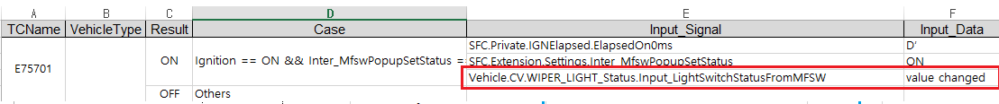 A B C D E F
TCName VehicleType Result Case Input_Signal Input_Data
SFC.Private.IGNElapsed.ElapsedOn0ms D'
E75701 ON Ignition == ON && Inter_MfswPopupSetStatus = SFC.Extension.Settings.Inter_MfswPopupSetStatus ON
Vehicle.CV.WIPER_LIGHT_Status.Input_LightSwitchStatusFromMFSW value changed
OFF Others